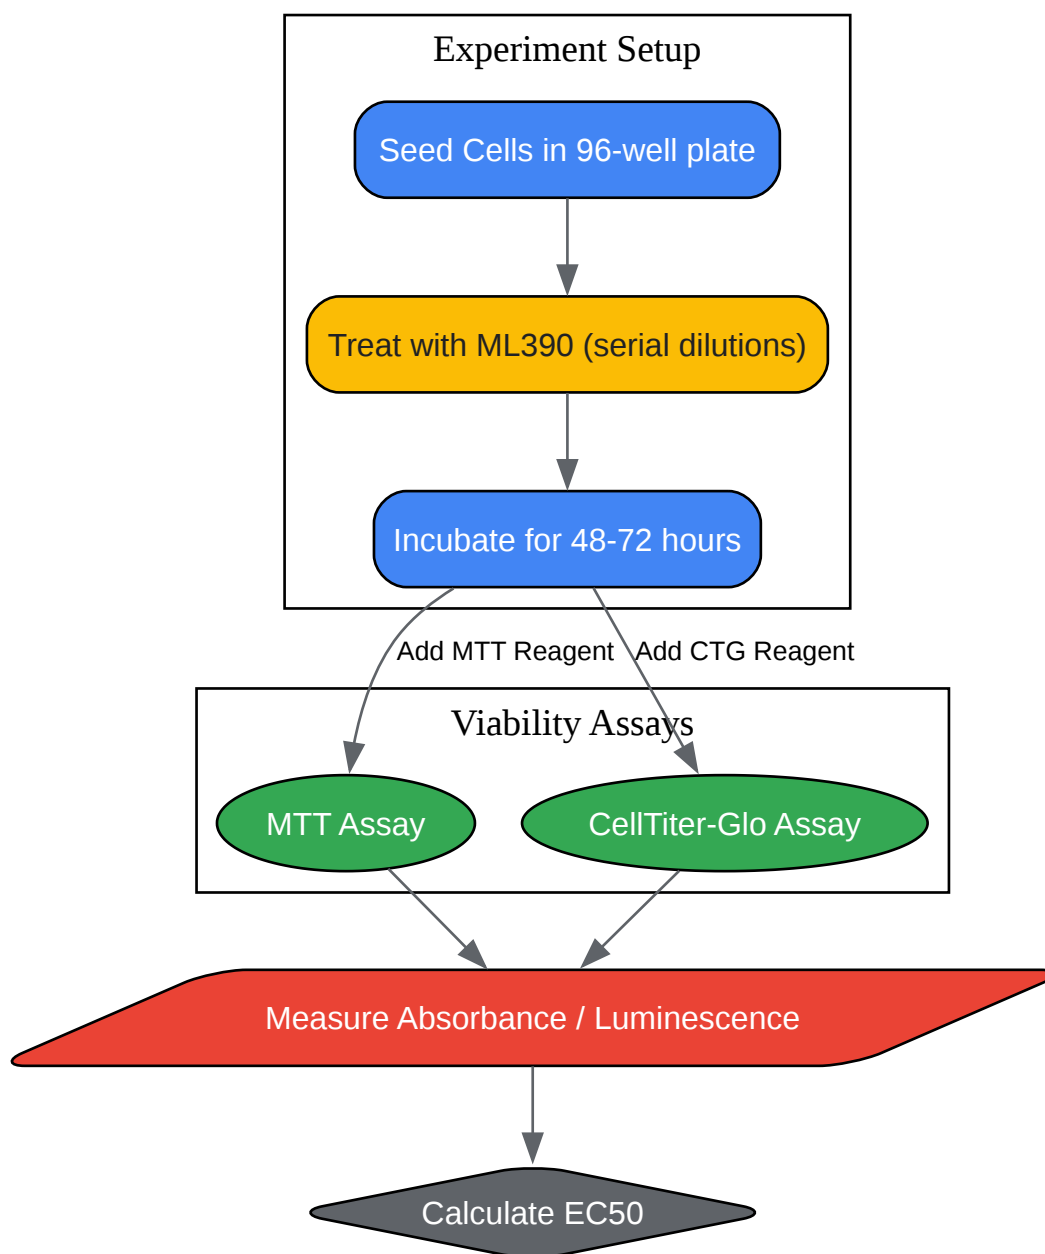 Experiment Setup
Seed Cells in 96-well plate
Treat with ML390 (serial dilutions)
Incubate for 48-72 hours
Add MTT Reagent
Add CTG Reagent
Viability Assays
MTT Assay
CellTiter-Glo Assay
Measure Absorbance / Luminescence
Calculate EC50